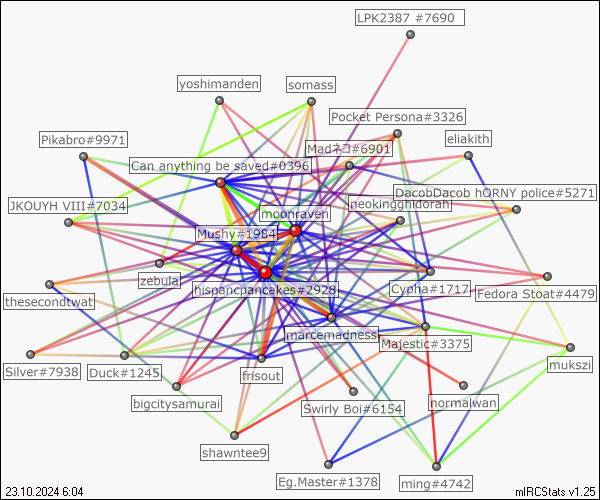 LPK2387 #7690
yoshimanden
somass
Pocket Persona#3326
Pikabro#9971
Madネコ#6901
eliakith
Can anything be saved#0396
DacobDacob hORNY police#5271
JKOUYH VIII#7034
moonraven
neokingghidorah
Mushy#1984
zebula
hispancpancakes#2928
Cypha#1717
Fedora Stoat#4479
thesecondtwat
marcemadness
Majestic#3375
Silver#7938
Duck#1245
frisout
mukszi
bigcitysamurai
Swirly Boi#6154
normalwan
shawntee9
Eg.Master#1378
ming#4742
23.10.2024 6:04
mIRCStats v1.25